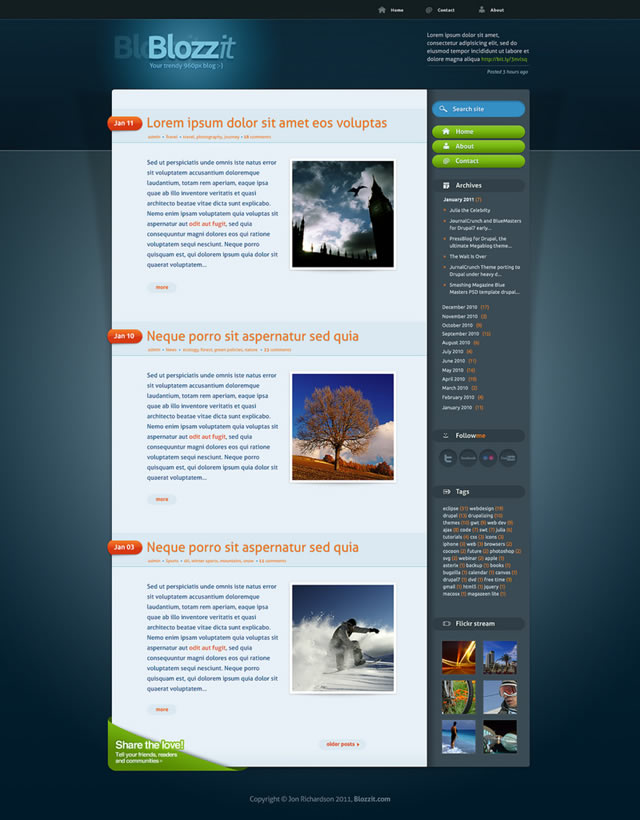 Home Contact About
Blozzit
Your trendy 960px blog :-)
Lorem ipsum dolor sit amet,
consectetur adipisicing elit, sed do
eiusmod tempor incididunt ut labore et
dolore magna aliqua
Posted 3 hours ago
Jan 11
Lorem ipsum dolor sit amet eos voluptas
admin • Travel • travel, photography, journey • 18 comments
Sed ut perspiciatis unde omnis iste natus error
sit voluptatem accusantium doloremque
laudantium, totam rem aperiam, eaque ipsa
quae ab illo inventore veritatis et quasi
architecto beatae vitae dicta sunt explicabo.
Nemo enim ipsam voluptatem quia voluptas sit
aspernatur aut odit aut fugit, sed quia
consequuntur magni dolores eos qui ratione
voluptatem sequi nesciunt. Neque porro
quisquam est, qui dolorem ipsum quia dolor sit
quaerat voluptatem...
more
Jan 10
Neque porro sit aspernatur sed quia
admin • News • ecology, forest, green policies, nature • 23 comments
Sed ut perspiciatis unde omnis iste natus error
sit voluptatem accusantium doloremque
laudantium, totam rem aperiam, eaque ipsa
quae ab illo inventore veritatis et quasi
architecto beatae vitae dicta sunt explicabo.
Nemo enim ipsam voluptatem quia voluptas sit
aspernatur aut odit aut fugit, sed quia
consequuntur magni dolores eos qui ratione
voluptatem sequi nesciunt. Neque porro
quisquam est, qui dolorem ipsum quia dolor sit
quaerat voluptatem...
more
Jan 03
Neque porro sit aspernatur sed quia
admin • Sports • ski, winter sports, mountains, snow • 12 comments
Sed ut perspiciatis unde omnis iste natus error
sit voluptatem accusantium doloremque
laudantium, totam rem aperiam, eaque ipsa
quae ab illo inventore veritatis et quasi
architecto beatae vitae dicta sunt explicabo.
Nemo enim ipsam voluptatem quia voluptas sit
aspernatur aut odit aut fugit, sed quia
consequuntur magni dolores eos qui ratione
voluptatem sequi nesciunt. Neque porro
quisquam est, qui dolorem ipsum quia dolor sit
quaerat voluptatem...
more
older posts
Share the love!
Tell your friends, readers
and communities
Search site
Home
About
Contact
Archives
January 2011 (7)
Julia the Celebrity
JournalCrunch and BlueMasters
for Drupal7 early...
PressBlog for Drupal, the
ultimate Megablog theme...
The Wall Is Over
JurnalCrunch Theme porting to
Drupal under heavy d...
Smashing Magazine Blue
Masters PSD template drupal...
December 2010 (17)
November 2010 (3)
October 2010 (9)
September 2010 (15)
August 2010 (6)
July 2010 (4)
June 2010 (11)
May 2010 (16)
April 2010 (19)
March 2010 (2)
February 2010 (4)
January 2010 (11)
Followme
Tags
eclipse (31) webdesign (19)
drupal (13) drupalizing (10)
themes (10) gwt (9) web dev (9)
ajax (8) code (7) swt (7) julia (6)
tutorials (4) css (3) icons (3)
iphone (3) web (3) browsers (2)
cocoon (2) future (2) photoshop (2)
svg (2) webinar (2) apple (1)
asterix (1) backup (1) books (1)
bugzilla (1) calendar (1) canvas (1)
drupal7 (1) dvd (1) free time (1)
gmail (1) html5 (1) jquery (1)
macosx (1) megazeen lite (1)
Flickr stream
Copyright © Jon Richardson 2011, Blozzit.com